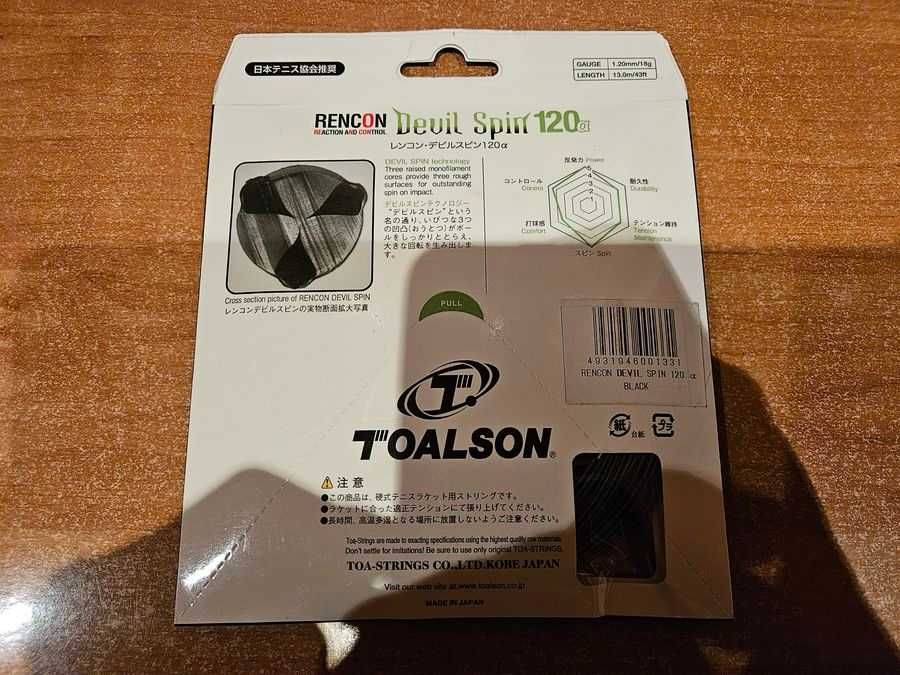 日本テニス協会推奨
GAUGE 1.20mm/18g
LENGTH 13.0m/43ft
RENCON Devil Spin 120α
REACTION AND CONTROL
レンコン・デビルスピン120α
DEVIL SPIN technology
Three raised monofilament
cores provide three rough
surfaces for outstanding
spin on impact.
デビルスピンテクノロジー
"デビルスピン"という
名の通り、いびつな3つ
の凹凸(おうとつ)がボ
ールをしっかりととらえ、
大きな回転を生み出しま
す。
Cross section picture of RENCON DEVIL SPIN
レンコンデビルスピンの実物断面拡大写真
反発力 Power
コントロール
Control
耐久性
Durability
5
4
3
2
1
打球感
Comfort
テンション維持
Tension
Maintenance
スピン Spin
PULL
4931946001331
RENCON DEVIL SPIN 120 α
BLACK
紙 台紙
プラ
TOALSON®
注意
●この商品は、硬式テニスラケット用ストリングです。
●ラケットに合った適正テンションにて張り上げてください。
●長時間、高温多湿となる場所に放置しないようご注意ください。
Toa-Strings are made to exacting specifications using the highest quality raw materials.
Don't settle for imitations! Be sure to use only original TOA-STRINGS.
TOA-STRINGS CO.,LTD.KOBE JAPAN
Visit our web site at www.toalson.co.jp
MADE IN JAPAN